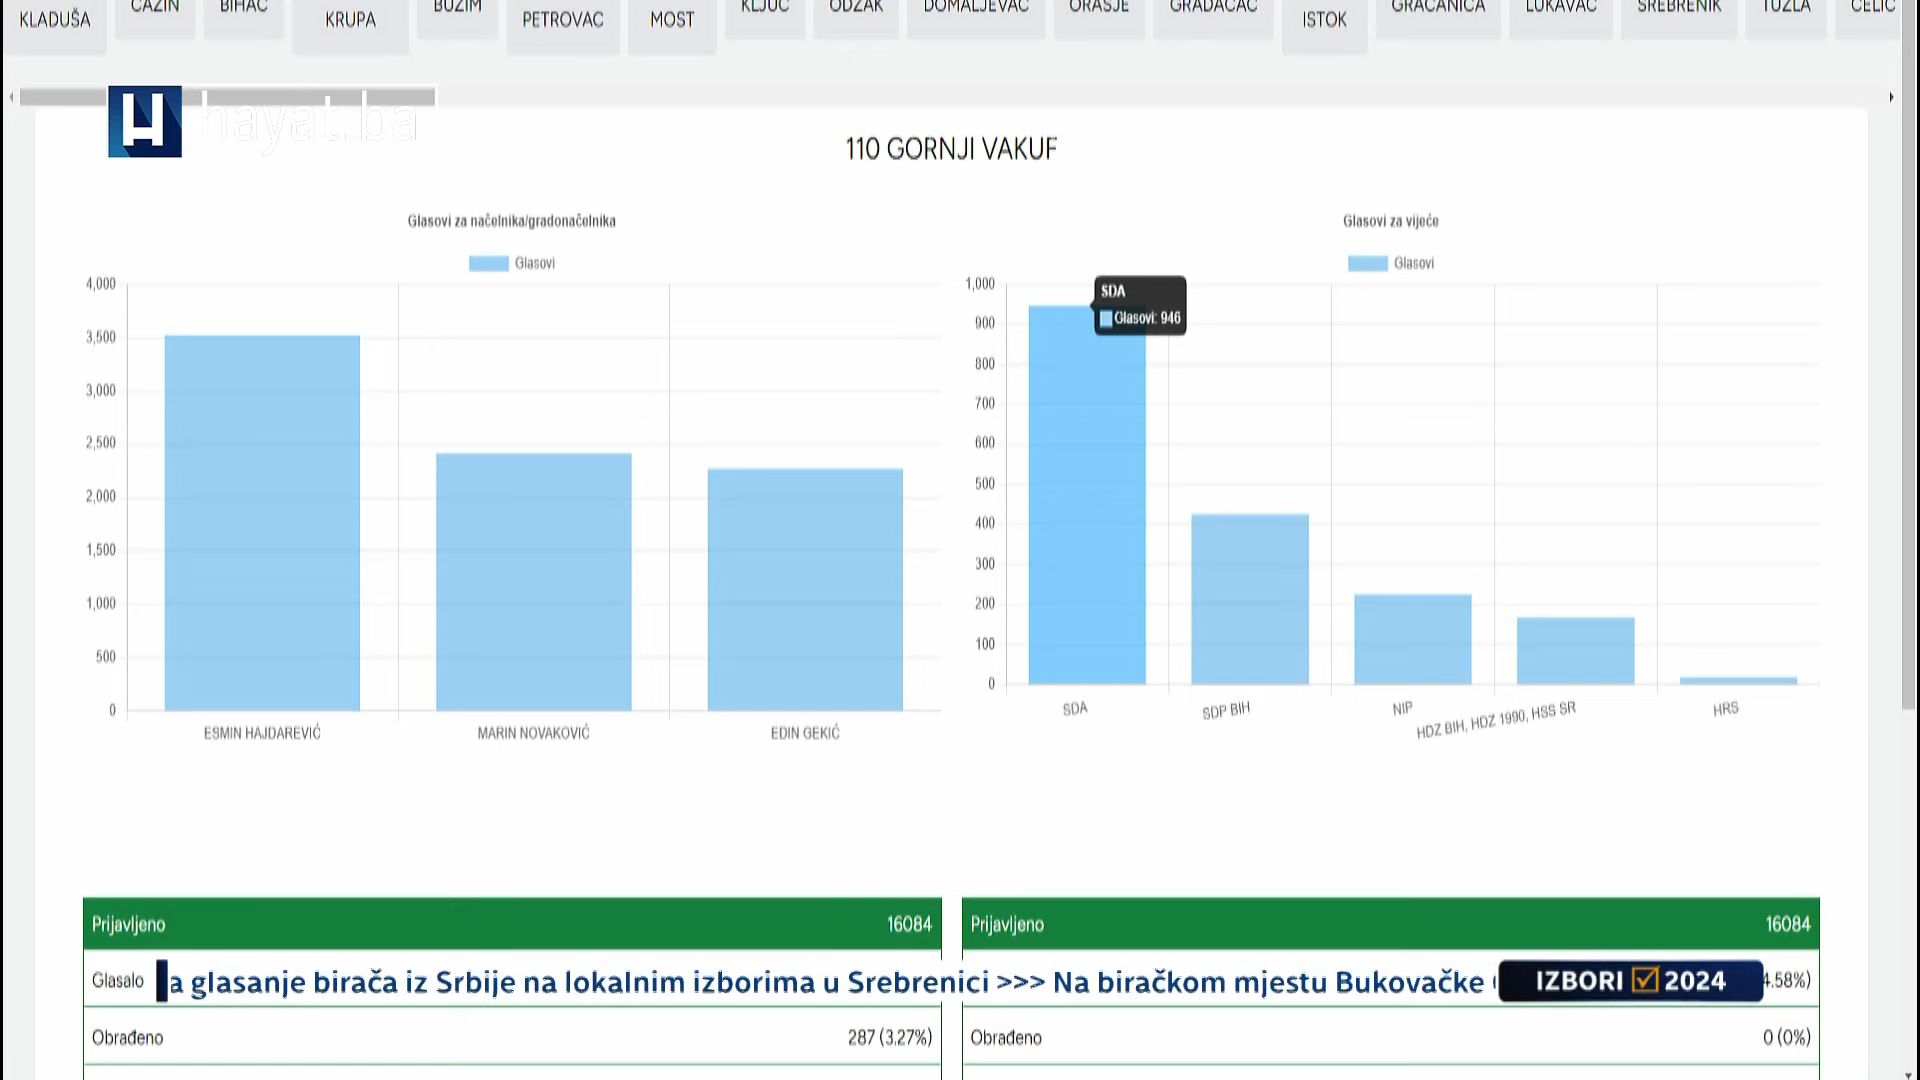 KLADUŠA
CAZIN
BIHAĆ
KRUPA
BUŽIM
PETROVAC
MOST
KLJUČ
ODŽAK
DOMALJEVAC
ORAŠJE
GRADAČAC
ISTOK
GRAČANICA
LUKAVAC
SREBRENIK
TUZLA
ČELIĆ
H hayat.ba
110 GORNJI VAKUF
Glasovi za načelnika/gradonačelnika
Glasovi
4,000
3,500
3,000
2,500
2,000
1,500
1,000
500
0
ESMIN HAJDAREVIĆ
MARIN NOVAKOVIĆ
EDIN GEKIĆ
Glasovi za vijeće
Glasovi
1,000
900
800
700
600
500
400
300
200
100
0
SDA
Glasovi: 946
SDA
SDP BIH
NIP
HDZ BIH, HDZ 1990, HSS SR
HRS
Prijavljeno 16084
Prijavljeno 16084
Glasalo
a glasanje birača iz Srbije na lokalnim izborima u Srebrenici >>> Na biračkom mjestu Bukovačke
IZBORI 2024
4.58%)
Obrađeno 287 (3.27%)
Obrađeno 0 (0%)